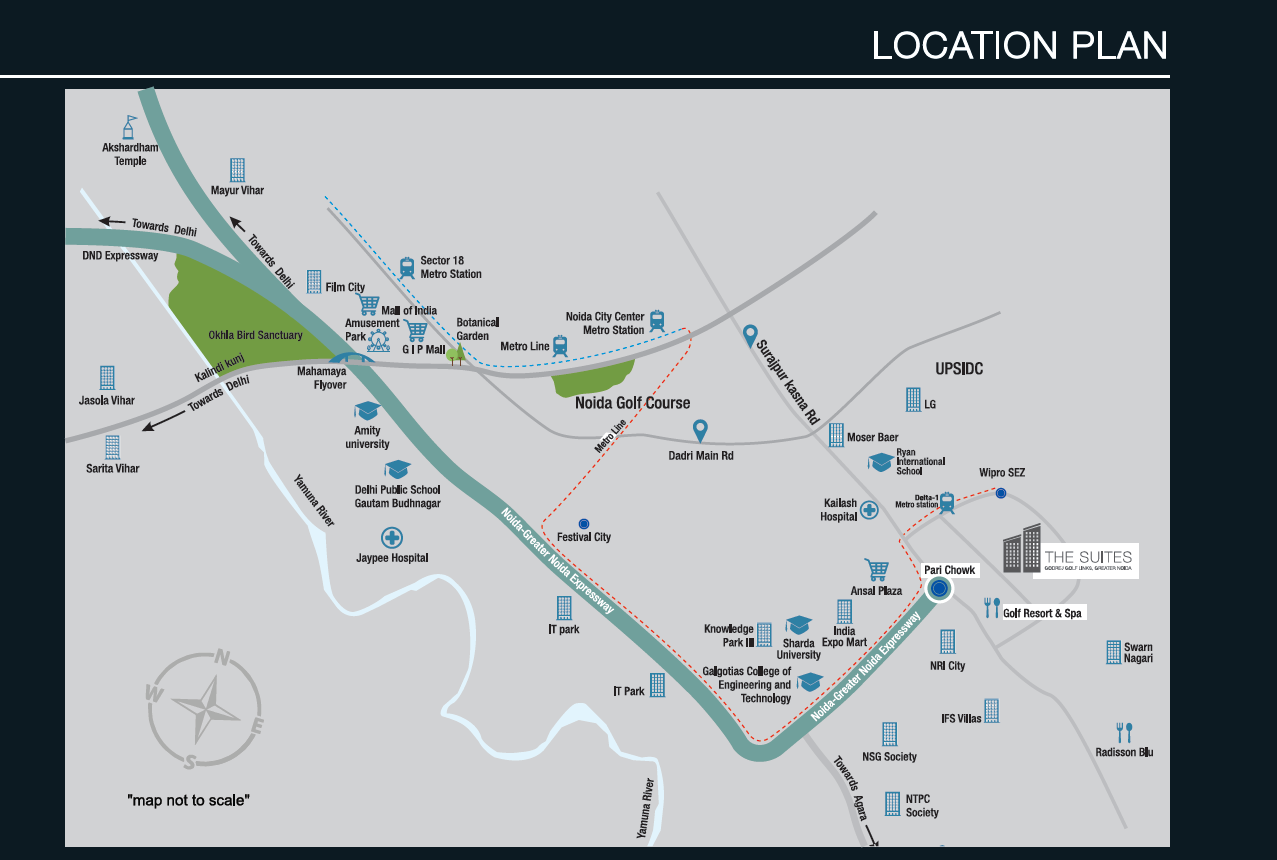 LOCATION PLAN
Akshardham
Temple
Mayur Vihar
Towards Delhi
Towards Delhi
DND Expressway
Sector 18
Metro Station
Film City
Mall of India
Amusement
Park
G I P Mall
Botanical
Garden
Okhla Bird Sanctuary
Noida City Center
Metro Station
Metro Line
Kalindi kunj
Towards Delhi
Mahamaya
Flyover
Jasola Vihar
Sarita Vihar
Noida Golf Course
Surajpur kasna Rd
UPSIDC
LG
Amity
university
Metro Line
Dadri Main Rd
Moser Baer
Ryan
International
School
Wipro SEZ
Delhi Public School
Gautam Budhnagar
Yamuna River
Delta-1
Metro station
Kailash
Hospital
Noida-Greater Noida Expressway
Festival City
Jaypee Hospital
THE SUITES
GODREJ GOLF LINKS, GREATER NOIDA
Pari Chowk
Ansal Plaza
Golf Resort & Spa
IT park
Knowledge
Park III
Sharda
University
India
Expo Mart
Noida-Greater Noida Expressway
NRI City
Swarn
Nagari
Galgotias College of
Engineering and
Technology
IT Park
IFS Villas
N
W
E
S
NSG Society
Radisson Blu
Towards Agara
Yamuna River
NTPC
Society
"map not to scale"